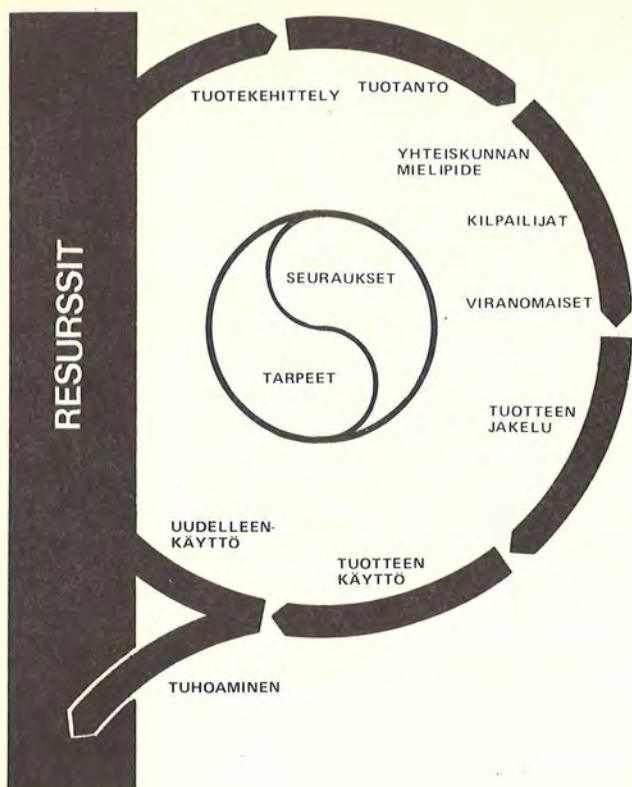 RESURSSIT
TUOTEKEHITTELY
TUOTANTO
YHTEISKUNNAN
MIELIPIDE
KILPAILIJAT
VIRANOMAISET
TUOTTEEN
JAKELU
TUOTTEEN
KÄYTTÖ
UUDELLEEN-
KÄYTTÖ
TUHOAMINEN
SEURAUKSET
TARPEET